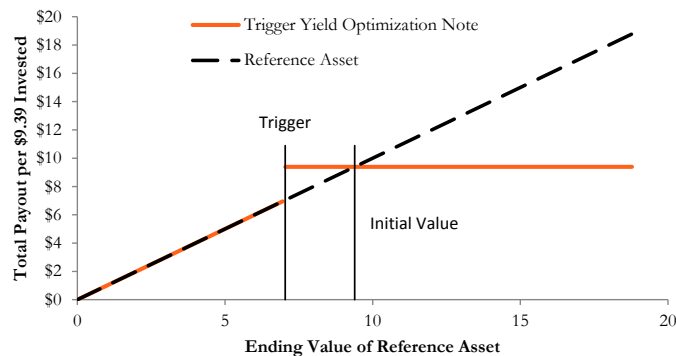 Total Payout per $9.39 Invested
$20
$18
$16
$14
$12
$10
$8
$6
$4
$2
$0
Trigger Yield Optimization Note
Reference Asset
Trigger
Initial Value
0
5
10
15
20
Ending Value of Reference Asset